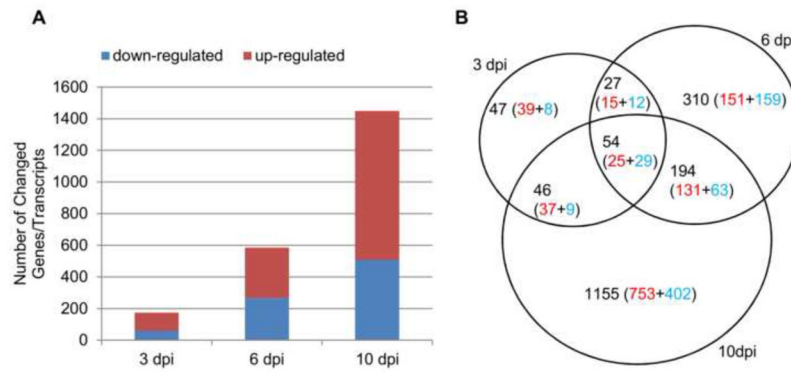 A
down-regulated up-regulated
Number of Changed
Genes/Transcripts
1600
1400
1200
1000
800
600
400
200
0
3 dpi 6 dpi 10 dpi
B
3 dpi
6 dp
47 (39+8)
27
(15+12)
310 (151+159)
54
(25+29)
46
(37+9)
194
(131+63)
1155 (753+402)
10dpi